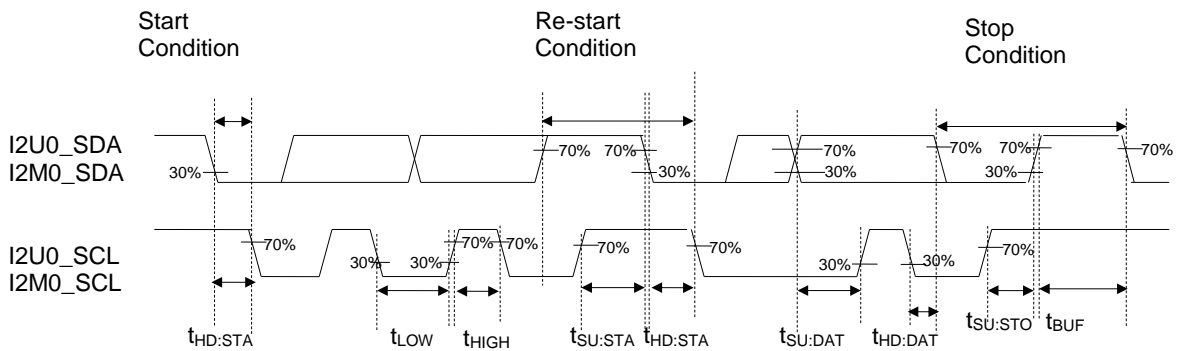 Start
Condition
Re-start
Condition
Stop
Condition
I2U0_SDA
I2M0_SDA
30%
70%
70%
30%
70%
30%
70%
70%
30%
70%
I2U0_SCL
I2M0_SCL
70%
30%
30%
70%
70%
70%
70%
30%
30%
70%
tHD:STA
tLOW
tHIGH
tSU:STA
tHD:STA
tSU:DAT
tHD:DAT
tSU:STO
tBUF